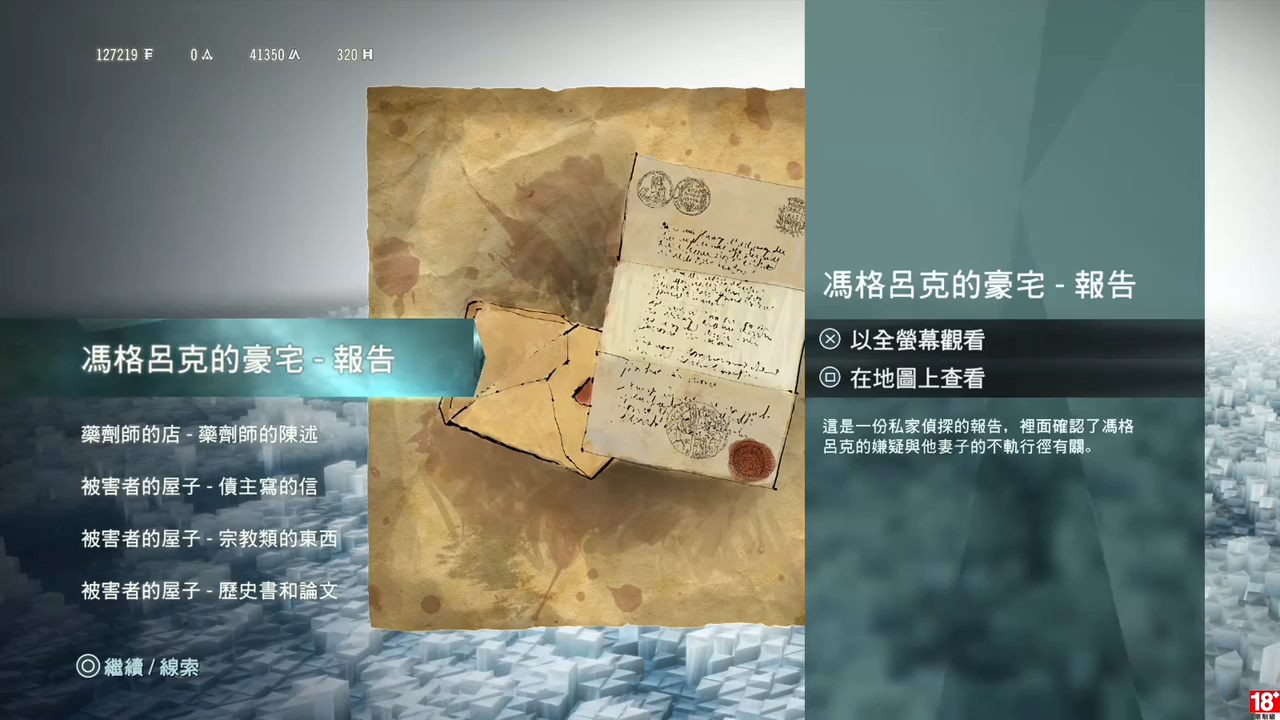 127219
0
41350
320 H
馮格呂克的豪宅 - 報告
藥劑師的店 - 藥劑師的陳述
被害者的屋子 - 債主寫的信
被害者的屋子 - 宗教類的東西
被害者的屋子 - 歷史書和論文
繼續 / 線索
馮格呂克的豪宅 - 報告
以全螢幕觀看
在地圖上查看
這是一份私家偵探的報告，裡面確認了馮格
呂克的嫌疑與他妻子的不軌行徑有關。
18+
限制級